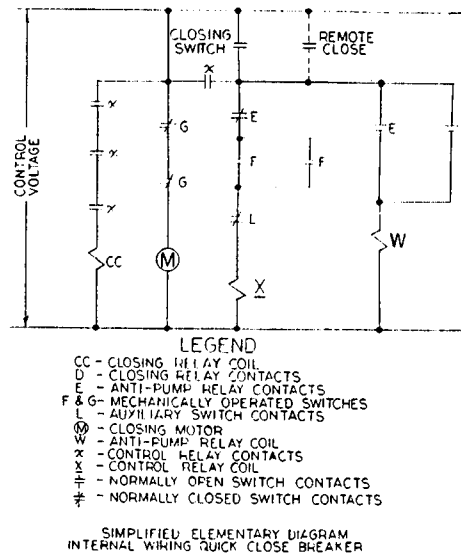 CLOSING SWITCH
REMOTE CLOSE
CONTROL VOLTAGE
x
x
x
x
G
G
E
F
F
L
E
CC
M
X
W
LEGEND
CC - CLOSING RELAY COIL
D - CLOSING RELAY CONTACTS
E - ANTI-PUMP RELAY CONTACTS
F & G - MECHANICALLY OPERATED SWITCHES
L - AUXILIARY SWITCH CONTACTS
M - CLOSING MOTOR
W - ANTI-PUMP RELAY COIL
x - CONTROL RELAY CONTACTS
X - CONTROL RELAY COIL
- NORMALLY OPEN SWITCH CONTACTS
- NORMALLY CLOSED SWITCH CONTACTS
SIMPLIFIED ELEMENTARY DIAGRAM
INTERNAL WIRING QUICK CLOSE BREAKER